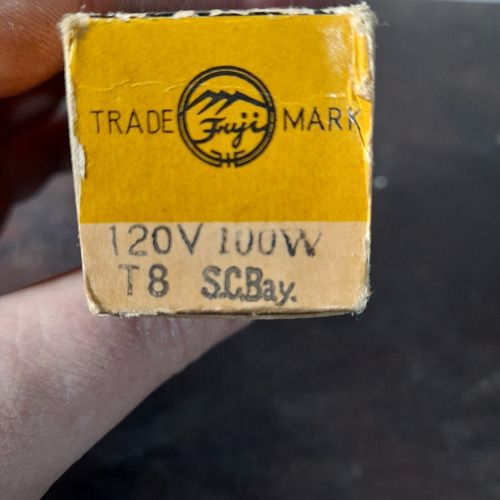 TRADE Fuji MARK
120V 100W
T8 S.C.Bay.